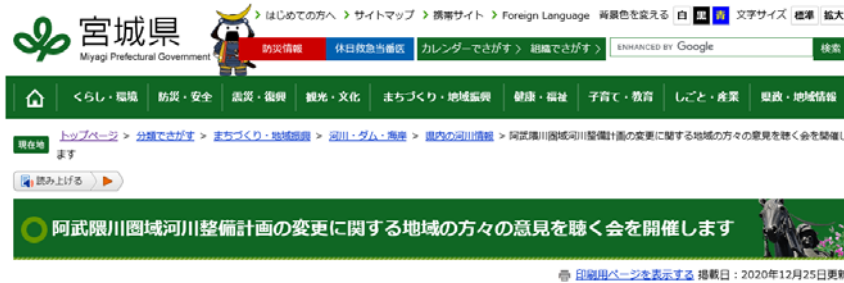 はじめての方へ サイトマップ 携帯サイト Foreign Language 背景色を変える 白 黒 青 文字サイズ 標準 拡大
宮城県
Miyagi Prefectural Government
防災情報 休日救急当番医 カレンダーでさがす 組織でさがす ENHANCED BY Google 検索
くらし・環境 防災・安全 震災・復興 観光・文化 まちづくり・地域振興 健康・福祉 子育て・教育 しごと・産業 県政・地域情報
現在地 トップページ > 分類でさがす > まちづくり・地域振興 > 河川・ダム・海岸 > 県内の河川情報 > 阿武隈川圏域河川整備計画の変更に関する地域の方々の意見を聴く会を開催し
ます
読み上げる
阿武隈川圏域河川整備計画の変更に関する地域の方々の意見を聴く会を開催します
印刷用ページを表示する 掲載日：2020年12月25日更新